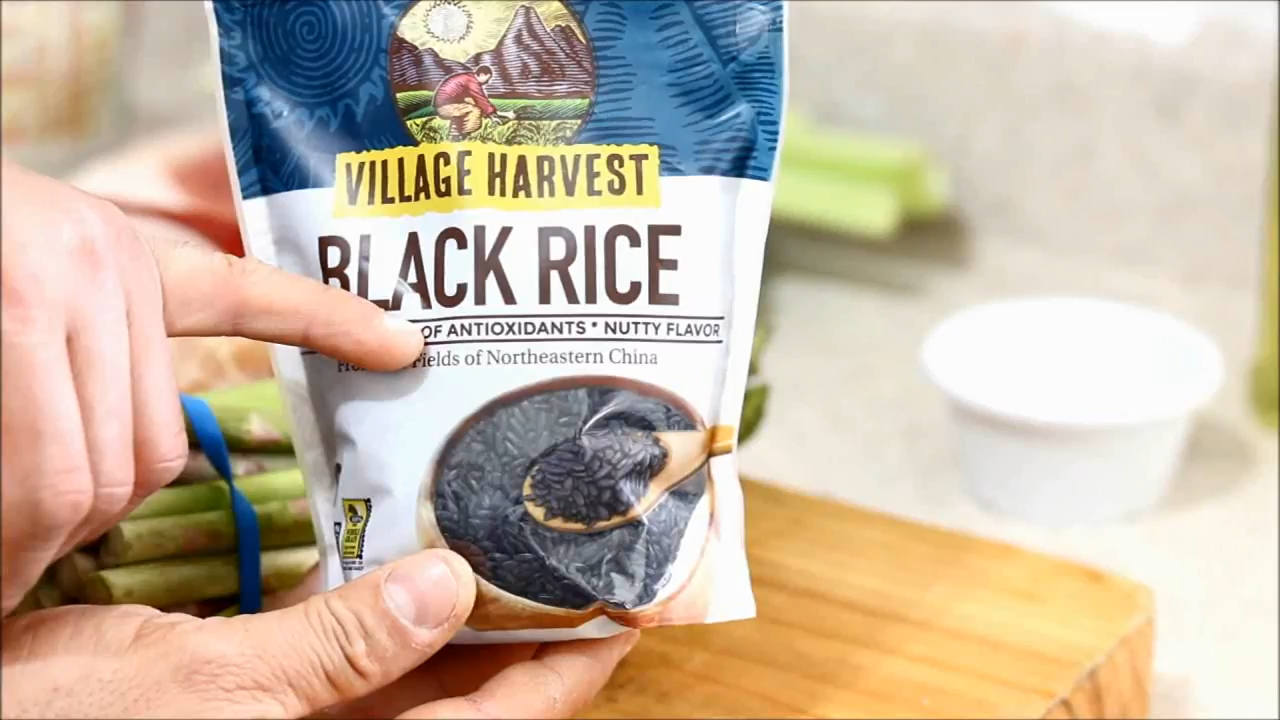 VILLAGE HARVEST
BLACK RICE
OF ANTIOXIDANTS * NUTTY FLAVOR
Fields of Northeastern China